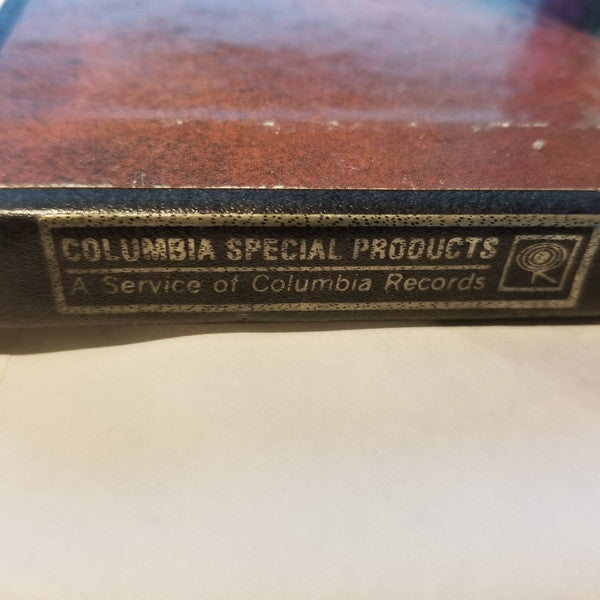 COLUMBIA SPECIAL PRODUCTS
A Service of Columbia Records